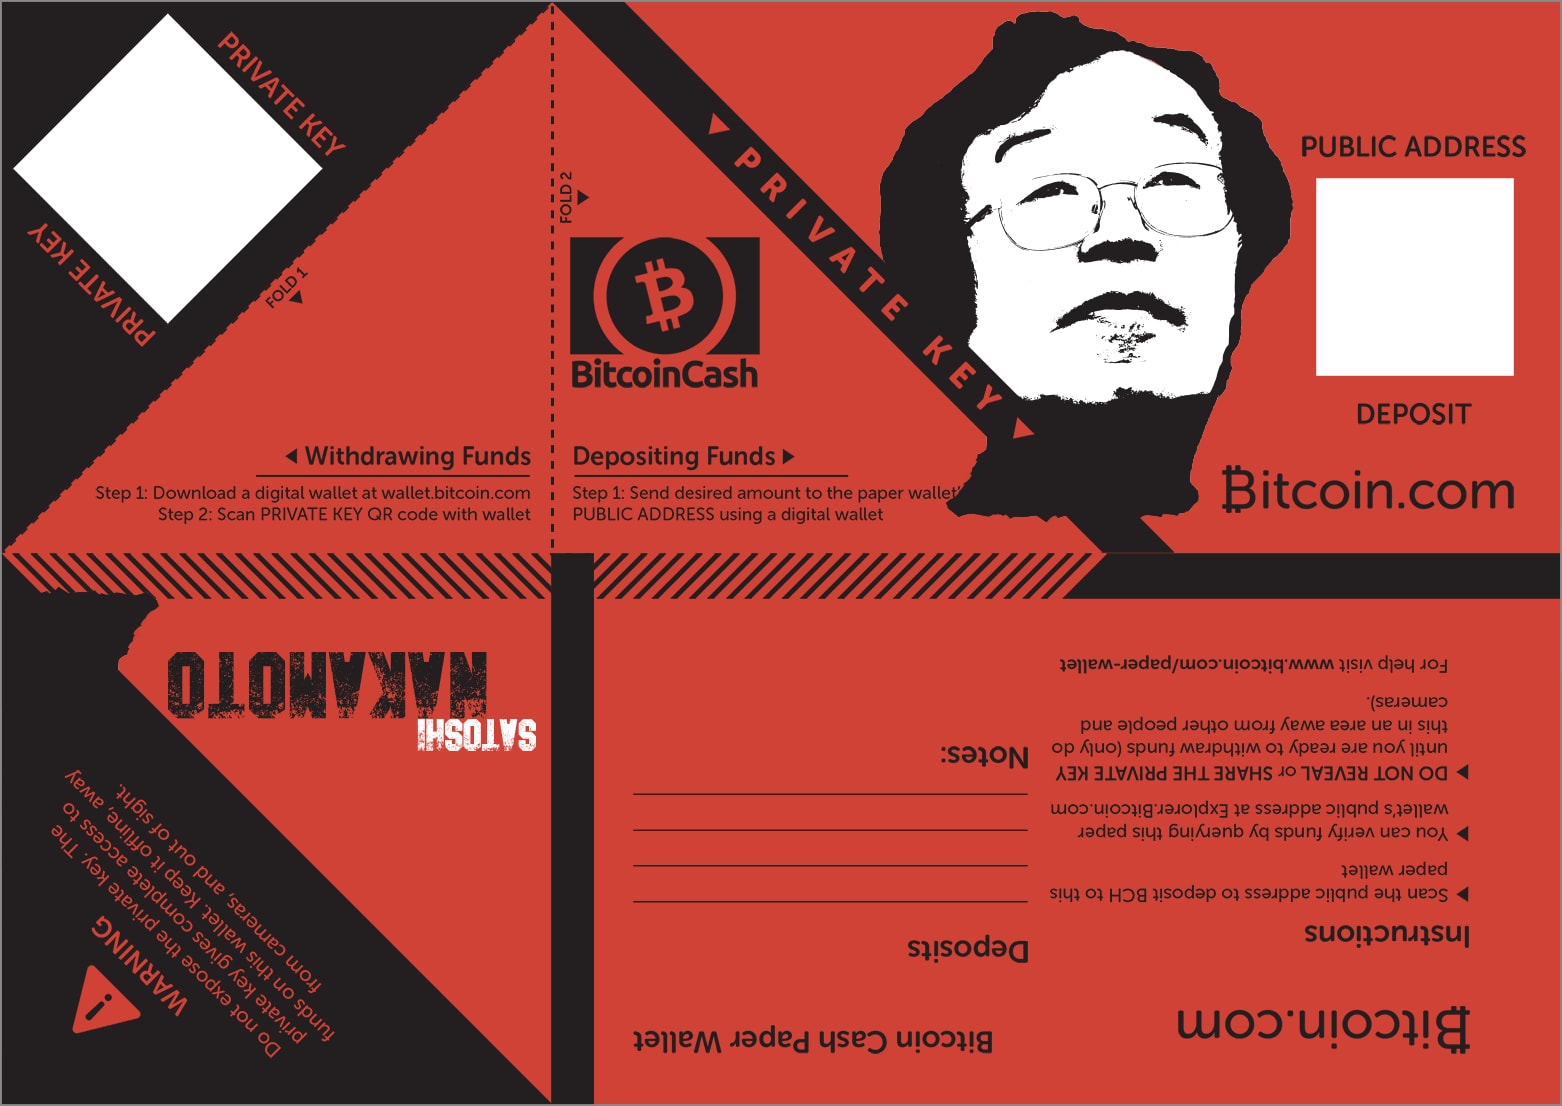 PRIVATE KEY
PRIVATE KEY
FOLD 1
FOLD 2
BitcoinCash
Withdrawing Funds
Step 1: Download a digital wallet at wallet.bitcoin.com
Step 2: Scan PRIVATE KEY QR code with wallet
Depositing Funds
Step 1: Send desired amount to the paper wallet'
PUBLIC ADDRESS using a digital wallet
PRIVATE KEY
PUBLIC ADDRESS
DEPOSIT
Bitcoin.com
SATOSHI
NAKAMOTO
WARNING
Do not expose the private key. The
private key gives complete access to
funds on this wallet. Keep it offline, away
from cameras, and out of sight.
Bitcoin.com
Instructions
Scan the public address to deposit BCH to this
paper wallet
You can verify funds by querying this paper
wallet's public address at Explorer.Bitcoin.com
DO NOT REVEAL or SHARE THE PRIVATE KEY
until you are ready to withdraw funds (only do
this in an area away from other people and
cameras).
For help visit www.bitcoin.com/paper-wallet
Bitcoin Cash Paper Wallet
Deposits
Notes: